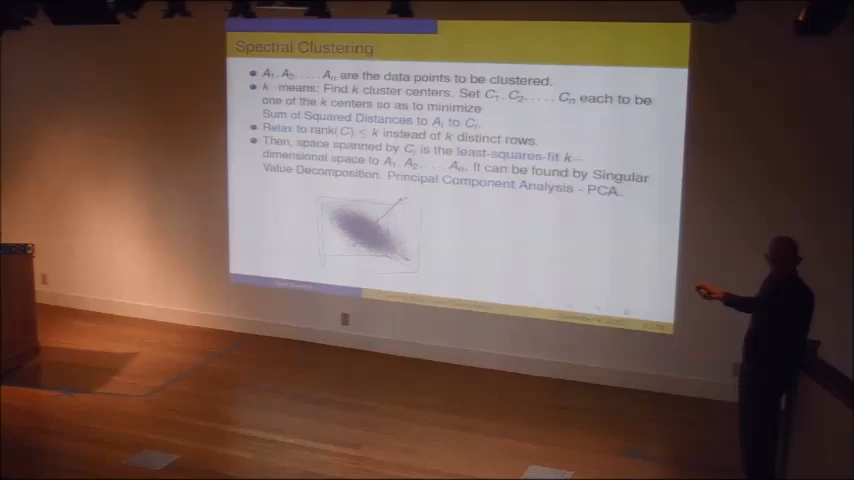 Spectral Clustering
A₁, A₂, . . . , Aₙ are the data points to be clustered.
k–means: Find k cluster centers. Set C₁, C₂, . . . , Cₙ each to be
one of the k centers so as to minimize
Sum of Squared Distances to Aᵢ to Cᵢ.
Relax to rank(C) ≤ k instead of k distinct rows.
Then, space spanned by Cᵢ is the least-squares-fit k–
dimensional space to A₁, A₂, . . . , Aₙ. It can be found by Singular
Value Decomposition, Principal Component Analysis - PCA.